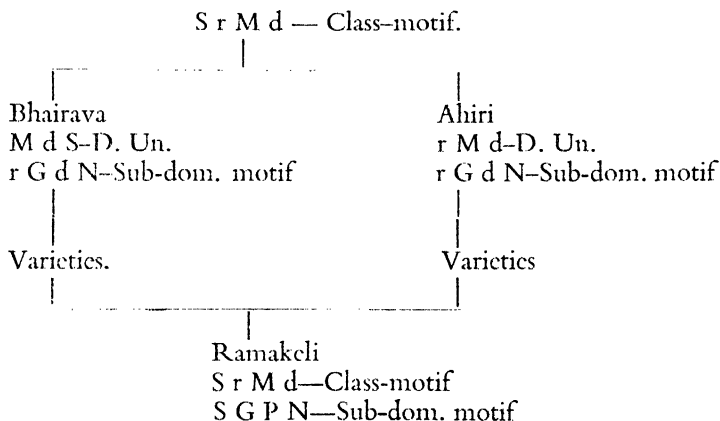 S r M d — Class-motif.
Bhairava
M d S-D. Un.
r G d N-Sub-dom. motif
Ahiri
r M d-D. Un.
r G d N-Sub-dom. motif
Varieties.
Varieties
Ramakeli
S r M d—Class-motif
S G P N—Sub-dom. motif